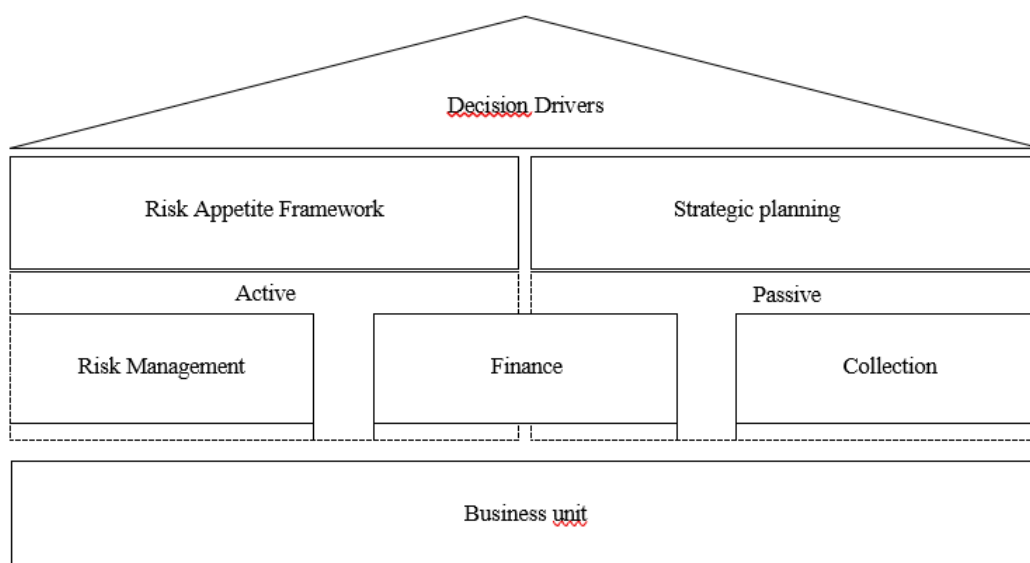 Decision Drivers
Risk Appetite Framework
Strategic planning
Active
Passive
Risk Management
Finance
Collection
Business unit